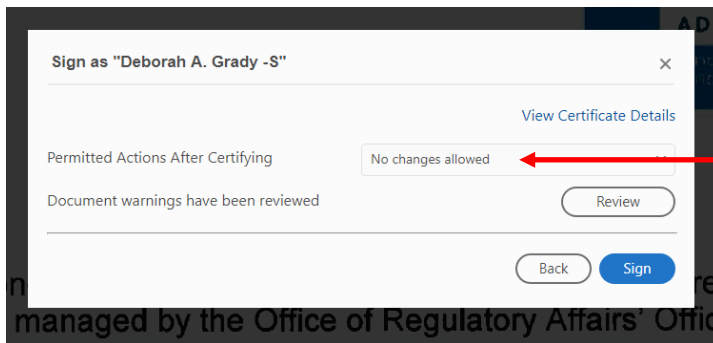 AD
Sign as "Deborah A. Grady -S"
View Certificate Details
Permitted Actions After Certifying
No changes allowed
Document warnings have been reviewed
Review
Back
Sign
managed by the Office of Regulatory Affairs' Offic